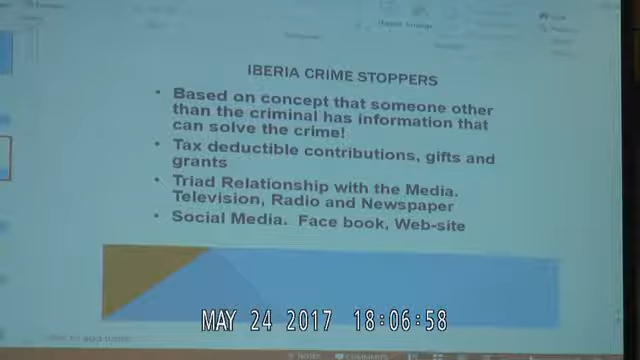 IBERIA CRIME STOPPERS
• Based on concept that someone other
than the criminal has information that
can solve the crime!
• Tax deductible contributions, gifts and
grants
• Triad Relationship with the Media.
Television, Radio and Newspaper
• Social Media. Face book, Web-site
MAY 24 2017 18:06:58
NOTES COMMENTS